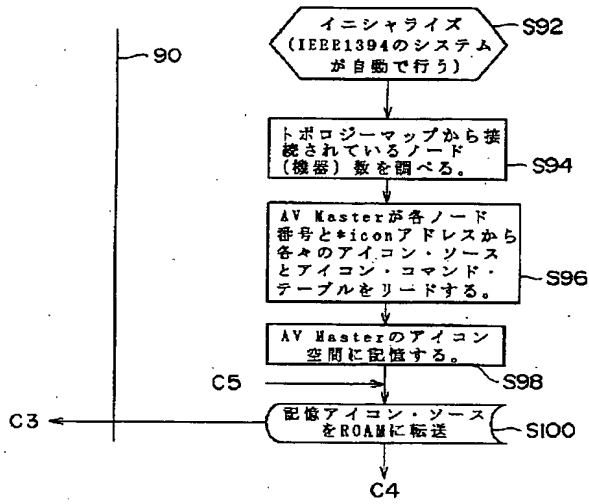 イニシャライズ
(IEEE1394のシステム
が自動で行う)
S92
90
トポロジーマップから接
続されているノード
(機器)数を調べる。
S94
AV Masterが各ノード
番号と*iconアドレスから
各々のアイコン・ソース
とアイコン・コマンド・
テーブルをリードする。
S96
AV Masterのアイコン
空間に記憶する。
S98
C5
記憶アイコン・ソース
をROAMに転送
S100
C3
C4